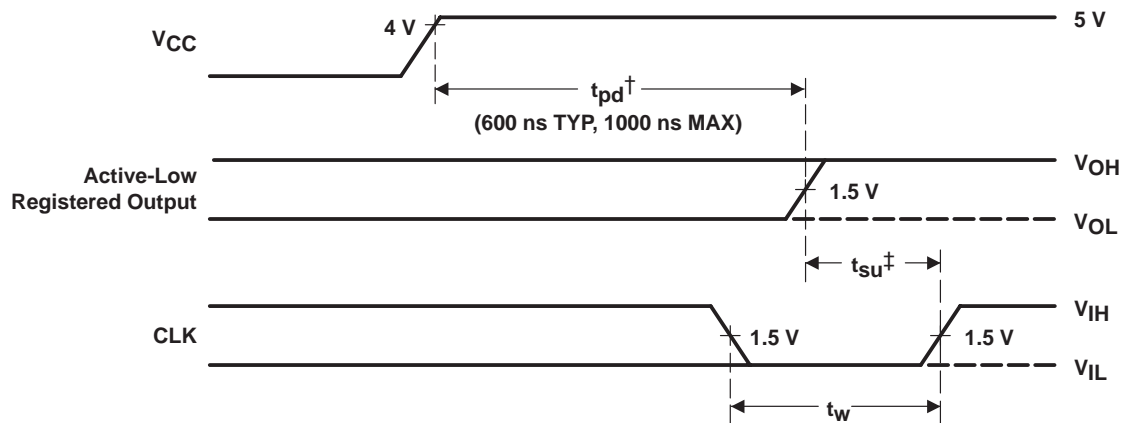 VCC
4 V
5 V
tpd†
(600 ns TYP, 1000 ns MAX)
Active-Low
Registered Output
VOH
1.5 V
VOL
tsu‡
CLK
VIH
1.5 V
1.5 V
VIL
tw